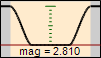 mag = 2.810